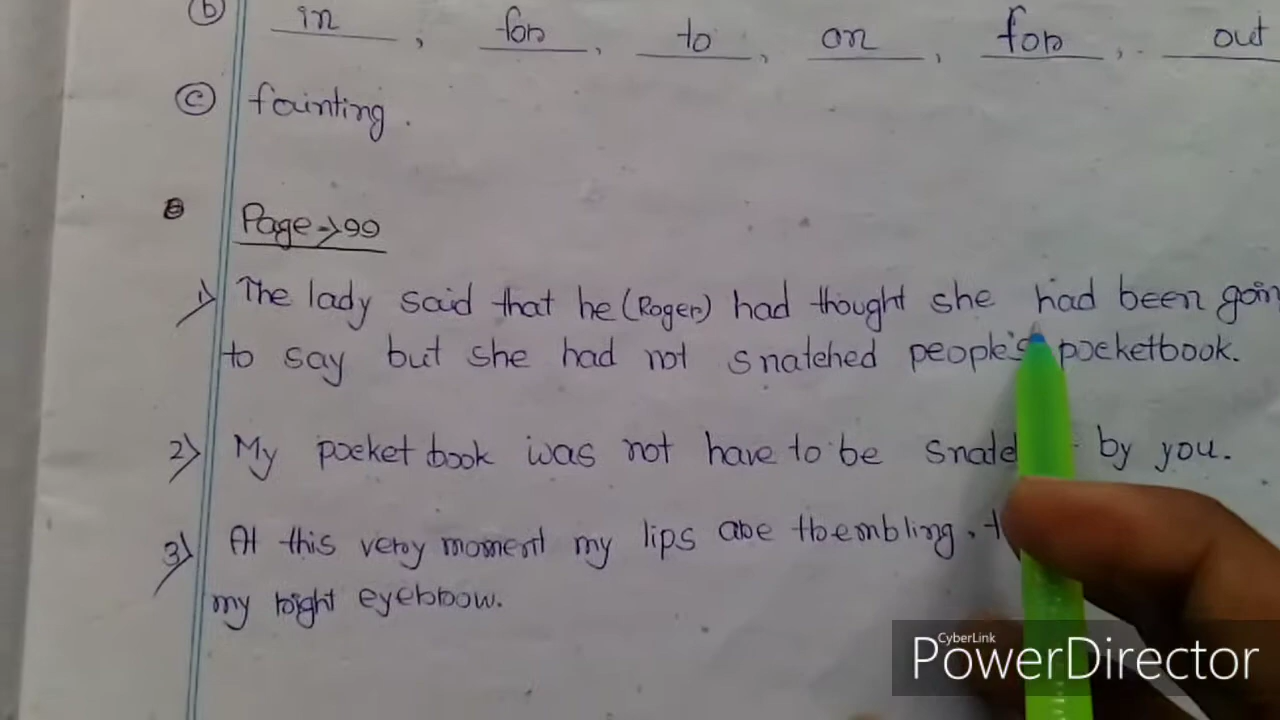 b in , for , to , on , for , out
c fainting .
Page → 99
1) The lady said that he (Roger) had thought she had been goin
to say but she had not snatched people's pocketbook.
2) My pocket book was not have to be by you.
3) At this very moment my lips are trembling .
my right eyebrow.
CyberLink
PowerDirector